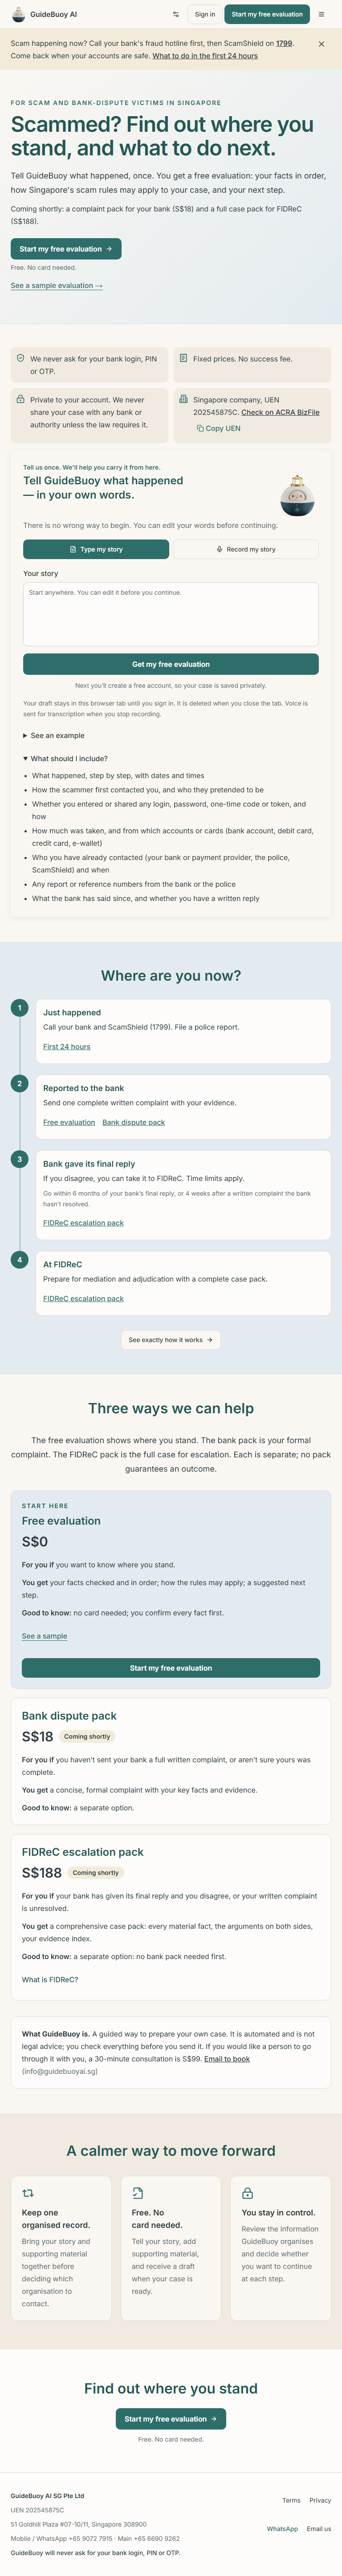 GuideBuoy AI
Sign in
Start my free evaluation
Scam happening now? Call your bank's fraud hotline first, then ScamShield on 1799.
Come back when your accounts are safe. What to do in the first 24 hours
FOR SCAM AND BANK-DISPUTE VICTIMS IN SINGAPORE
Scammed? Find out where you
stand, and what to do next.
Tell GuideBuoy what happened, once. You get a free evaluation: your facts in order,
how Singapore's scam rules may apply to your case, and your next step.
Coming shortly: a complaint pack for your bank (S$18) and a full case pack for FIDReC
(S$188).
Start my free evaluation →
Free. No card needed.
See a sample evaluation →
We never ask for your bank login, PIN
or OTP.
Fixed prices. No success fee.
Private to your account. We never
share your case with any bank or
authority unless the law requires it.
Singapore company, UEN
202545875C. Check on ACRA BizFile
Copy UEN
Tell us once. We'll help you carry it from here.
Tell GuideBuoy what happened
— in your own words.
There is no wrong way to begin. You can edit your words before continuing.
Type my story
Record my story
Your story
Start anywhere. You can edit it before you continue.
Get my free evaluation
Next you'll create a free account, so your case is saved privately.
Your draft stays in this browser tab until you sign in. It is deleted when you close the tab. Voice is
sent for transcription when you stop recording.
▶ See an example
▼ What should I include?
• What happened, step by step, with dates and times
• How the scammer first contacted you, and who they pretended to be
• Whether you entered or shared any login, password, one-time code or token, and
how
• How much was taken, and from which accounts or cards (bank account, debit card,
credit card, e-wallet)
• Who you have already contacted (your bank or payment provider, the police,
ScamShield) and when
• Any report or reference numbers from the bank or the police
• What the bank has said since, and whether you have a written reply
Where are you now?
1
Just happened
Call your bank and ScamShield (1799). File a police report.
First 24 hours
2
Reported to the bank
Send one complete written complaint with your evidence.
Free evaluation Bank dispute pack
3
Bank gave its final reply
If you disagree, you can take it to FIDReC. Time limits apply.
Go within 6 months of your bank's final reply, or 4 weeks after a written complaint the bank
hasn't resolved.
FIDReC escalation pack
4
At FIDReC
Prepare for mediation and adjudication with a complete case pack.
FIDReC escalation pack
See exactly how it works →
Three ways we can help
The free evaluation shows where you stand. The bank pack is your formal
complaint. The FIDReC pack is the full case for escalation. Each is separate; no pack
guarantees an outcome.
START HERE
Free evaluation
S$0
For you if you want to know where you stand.
You get your facts checked and in order; how the rules may apply; a suggested next
step.
Good to know: no card needed; you confirm every fact first.
See a sample
Start my free evaluation
Bank dispute pack
S$18 Coming shortly
For you if you haven't sent your bank a full written complaint, or aren't sure yours was
complete.
You get a concise, formal complaint with your key facts and evidence.
Good to know: a separate option.
FIDReC escalation pack
S$188 Coming shortly
For you if your bank has given its final reply and you disagree, or your written complaint
is unresolved.
You get a comprehensive case pack: every material fact, the arguments on both sides,
your evidence index.
Good to know: a separate option: no bank pack needed first.
What is FIDReC?
What GuideBuoy is. A guided way to prepare your own case. It is automated and is not
legal advice; you check everything before you send it. If you would like a person to go
through it with you, a 30-minute consultation is S$99. Email to book
(info@guidebuoyai.sg)
A calmer way to move forward
Keep one
organised record.
Bring your story and
supporting material
together before
deciding which
organisation to
contact.
Free. No
card needed.
Tell your story, add
supporting material,
and receive a draft
when your case is
ready.
You stay in control.
Review the information
GuideBuoy organises
and decide whether
you want to continue
at each step.
Find out where you stand
Start my free evaluation →
Free. No card needed.
GuideBuoy AI SG Pte Ltd
UEN 202545875C
51 Goldhill Plaza #07-10/11, Singapore 308900
Mobile / WhatsApp +65 9072 7915 · Main +65 6690 9262
GuideBuoy will never ask for your bank login, PIN or OTP.
Terms Privacy
WhatsApp Email us